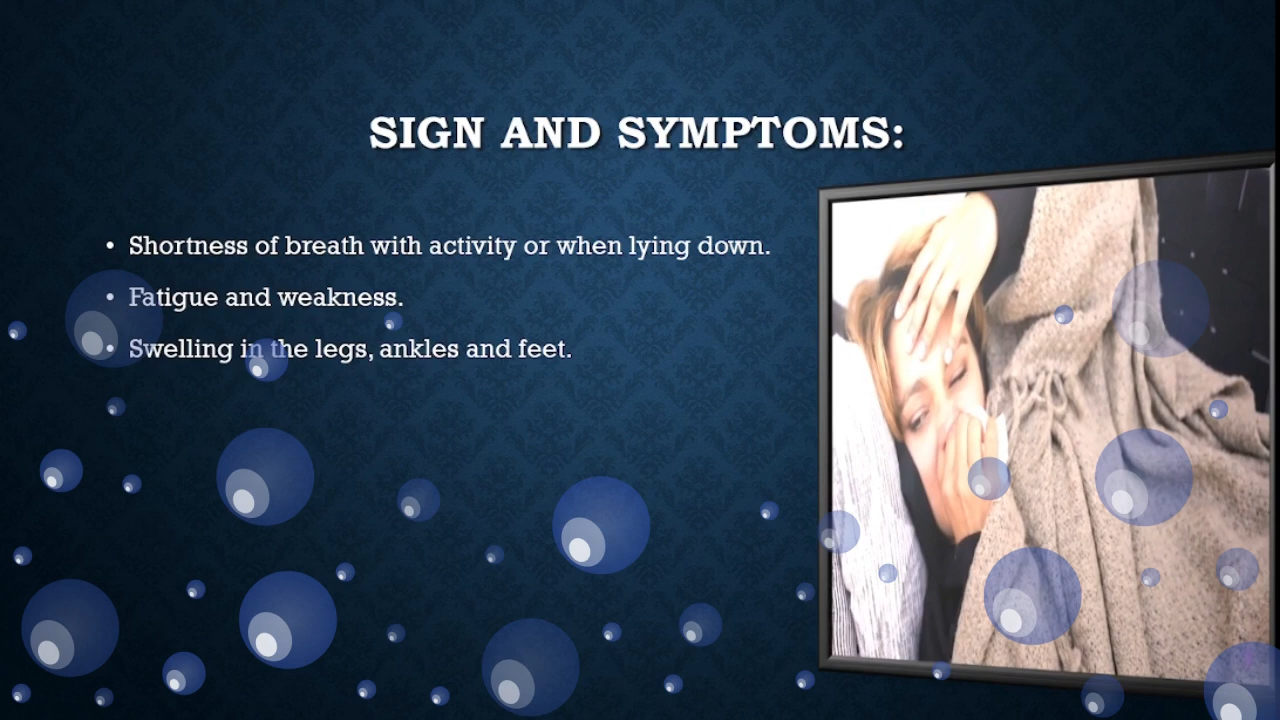 SIGN AND SYMPTOMS:
• Shortness of breath with activity or when lying down.
• Fatigue and weakness.
• Swelling in the legs, ankles and feet.